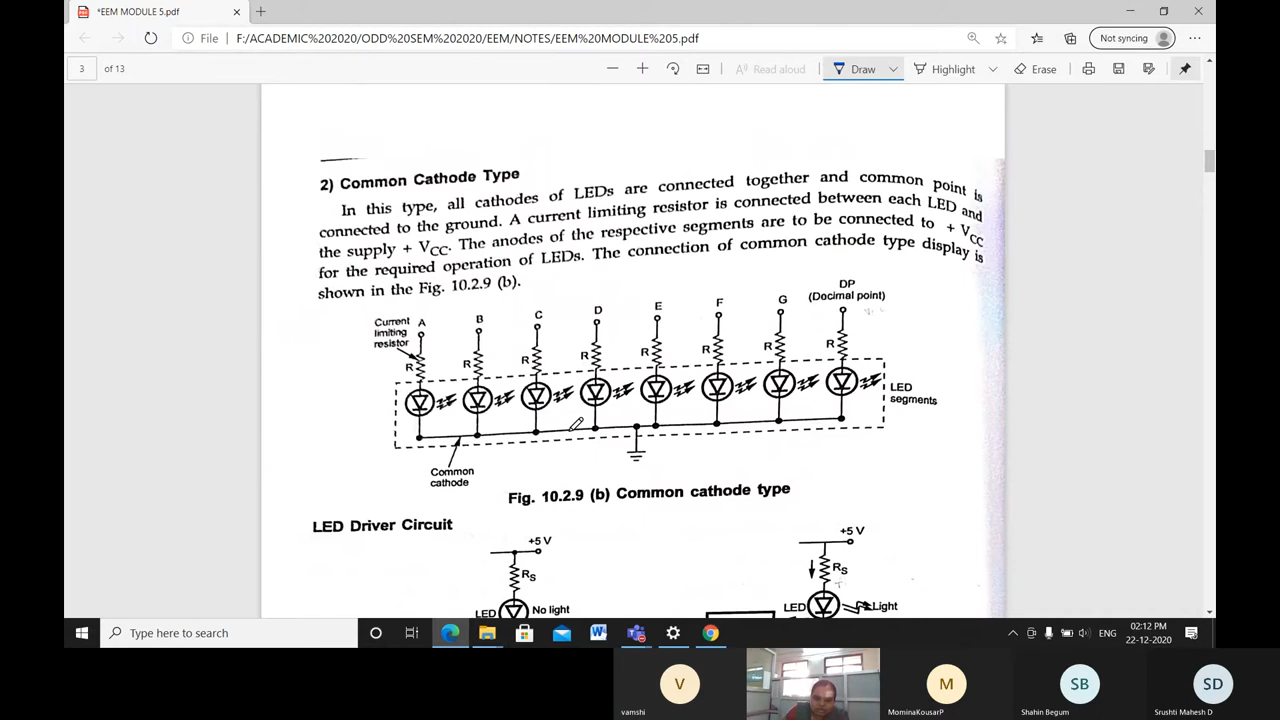 *EEM MODULE 5.pdf
File
F:/ACADEMIC%202020/ODD%20SEM%202020/EEM/NOTES/EEM%20MODULE%205.pdf
Not syncing
3 of 13
Read aloud
Draw
Highlight
Erase
2) Common Cathode Type
In this type, all cathodes of LEDs are connected together and common point is
connected to the ground. A current limiting resistor is connected between each LED and
the supply + VCC. The anodes of the respective segments are to be connected to + VCC
for the required operation of LEDs. The connection of common cathode type display is
shown in the Fig. 10.2.9 (b).
DP
(Decimal point)
Current
limiting
resistor
A B C D E F G
R R R R R R R R
LED
segments
Common
cathode
Fig. 10.2.9 (b) Common cathode type
LED Driver Circuit
+5 V
RS
LED
No light
+5 V
RS
LED
Light
Type here to search
ENG
02:12 PM
22-12-2020
V
vamshi
M
MominaKousarP
SB
Shahin Begum
SD
Srushti Mahesh D